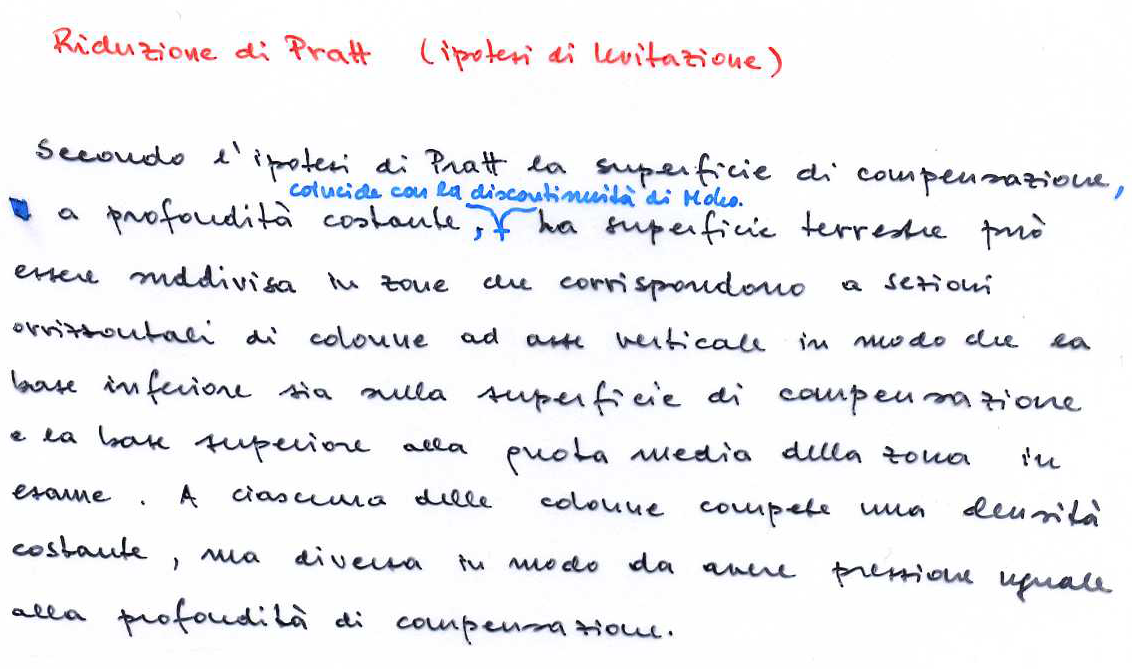 Riduzione di Pratt (ipotesi di levitazione)
Secondo l'ipotesi di Pratt la superficie di compensazione,
coincide con la discontinuità di Moho.
a profondità costante, La superficie terrestre può
essere suddivisa in zone che corrispondono a sezioni
orizzontali di colonne ad asse verticale in modo che la
base inferiore sia sulla superficie di compensazione
e la base superiore alla quota media della zona in
esame. A ciascuna delle colonne compete una densità
costante, ma diversa in modo da avere pressione uguale
alla profondità di compensazione.